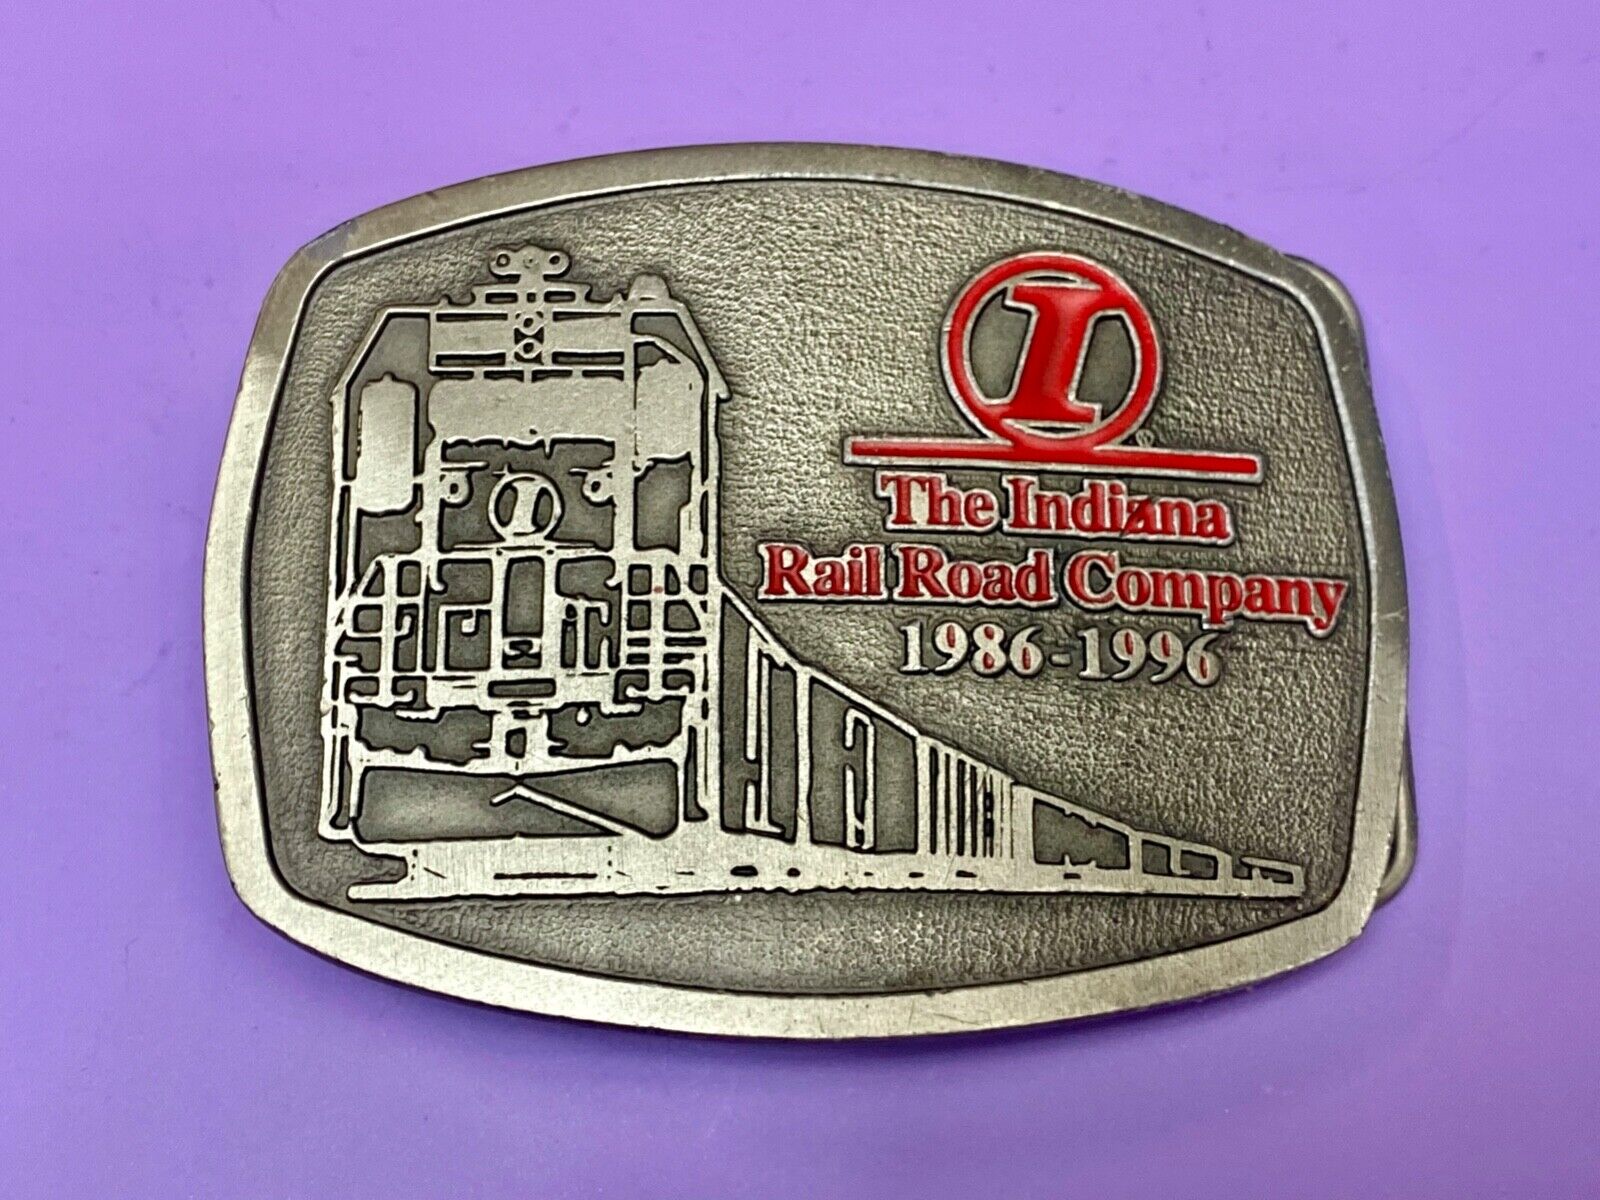 I
®
The Indiana
Rail Road Company
1986-1996
I